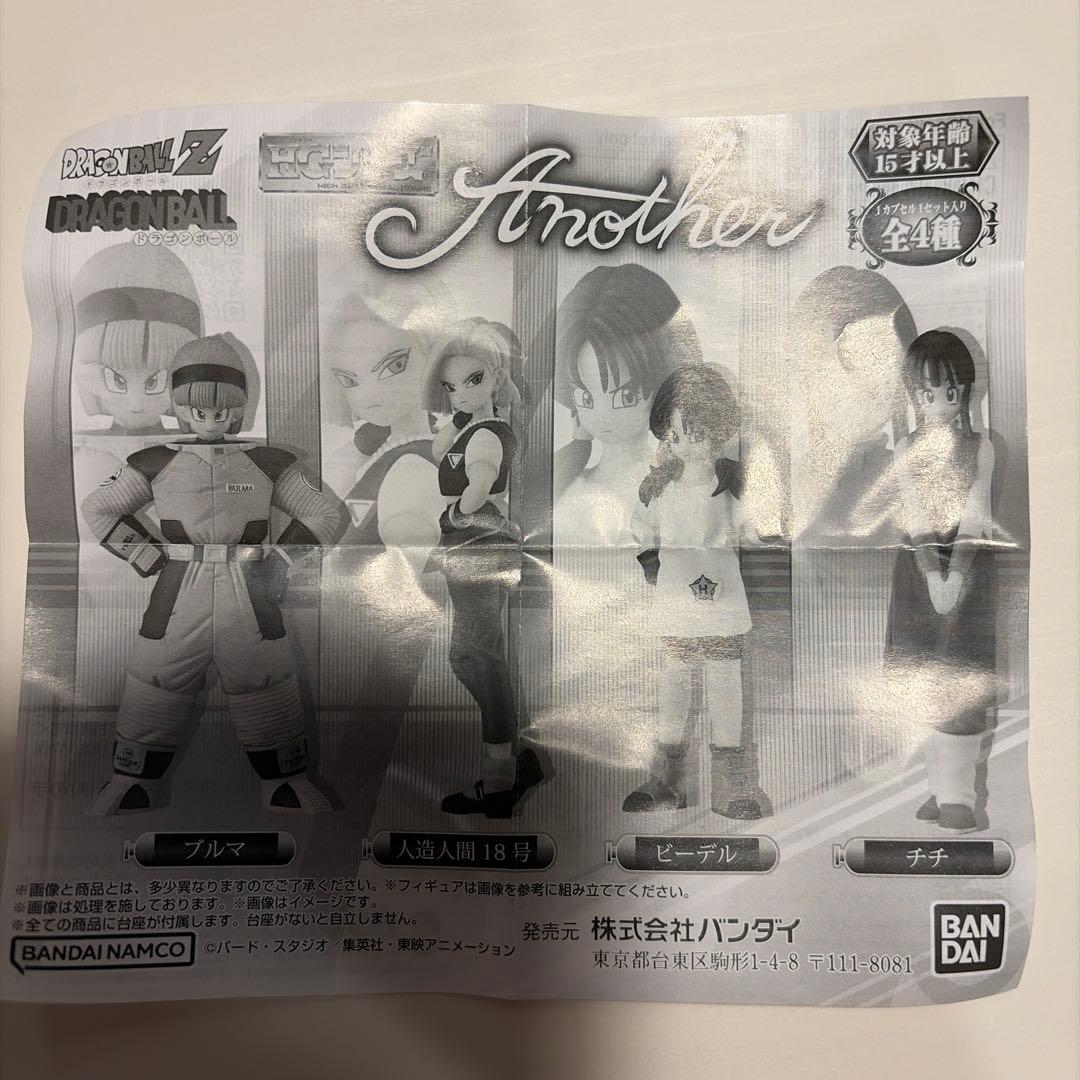 DRAGONBALL Z
ドラゴンボール
DRAGONBALL
ドラゴンボール
Another
対象年齢
15才以上
1カプセル1セット入り
全4種
BULMA
H
ブルマ
人造人間 18 号
ビーデル
チチ
※画像と商品とは、多少異なりますのでご了承ください。※フィギュアは画像を参考に組み立ててください。
※画像は処理を施しております。※画像はイメージです。
※全ての商品に台座が付属します。台座がないと自立しません。
BANDAI NAMCO
©バード・スタジオ／集英社・東映アニメーション
発売元 株式会社バンダイ
東京都台東区駒形1-4-8 〒111-8081
BAN
DAI